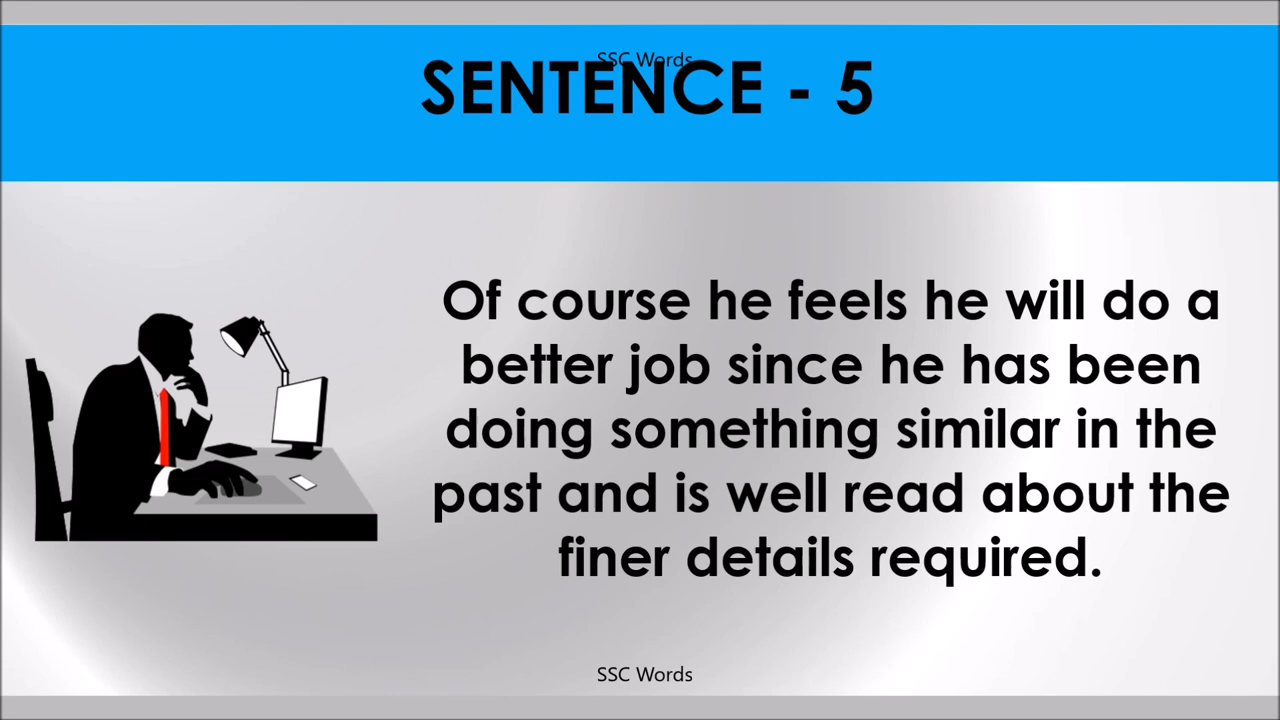 SSC Words
SENTENCE - 5
Of course he feels he will do a
better job since he has been
doing something similar in the
past and is well read about the
finer details required.
SSC Words